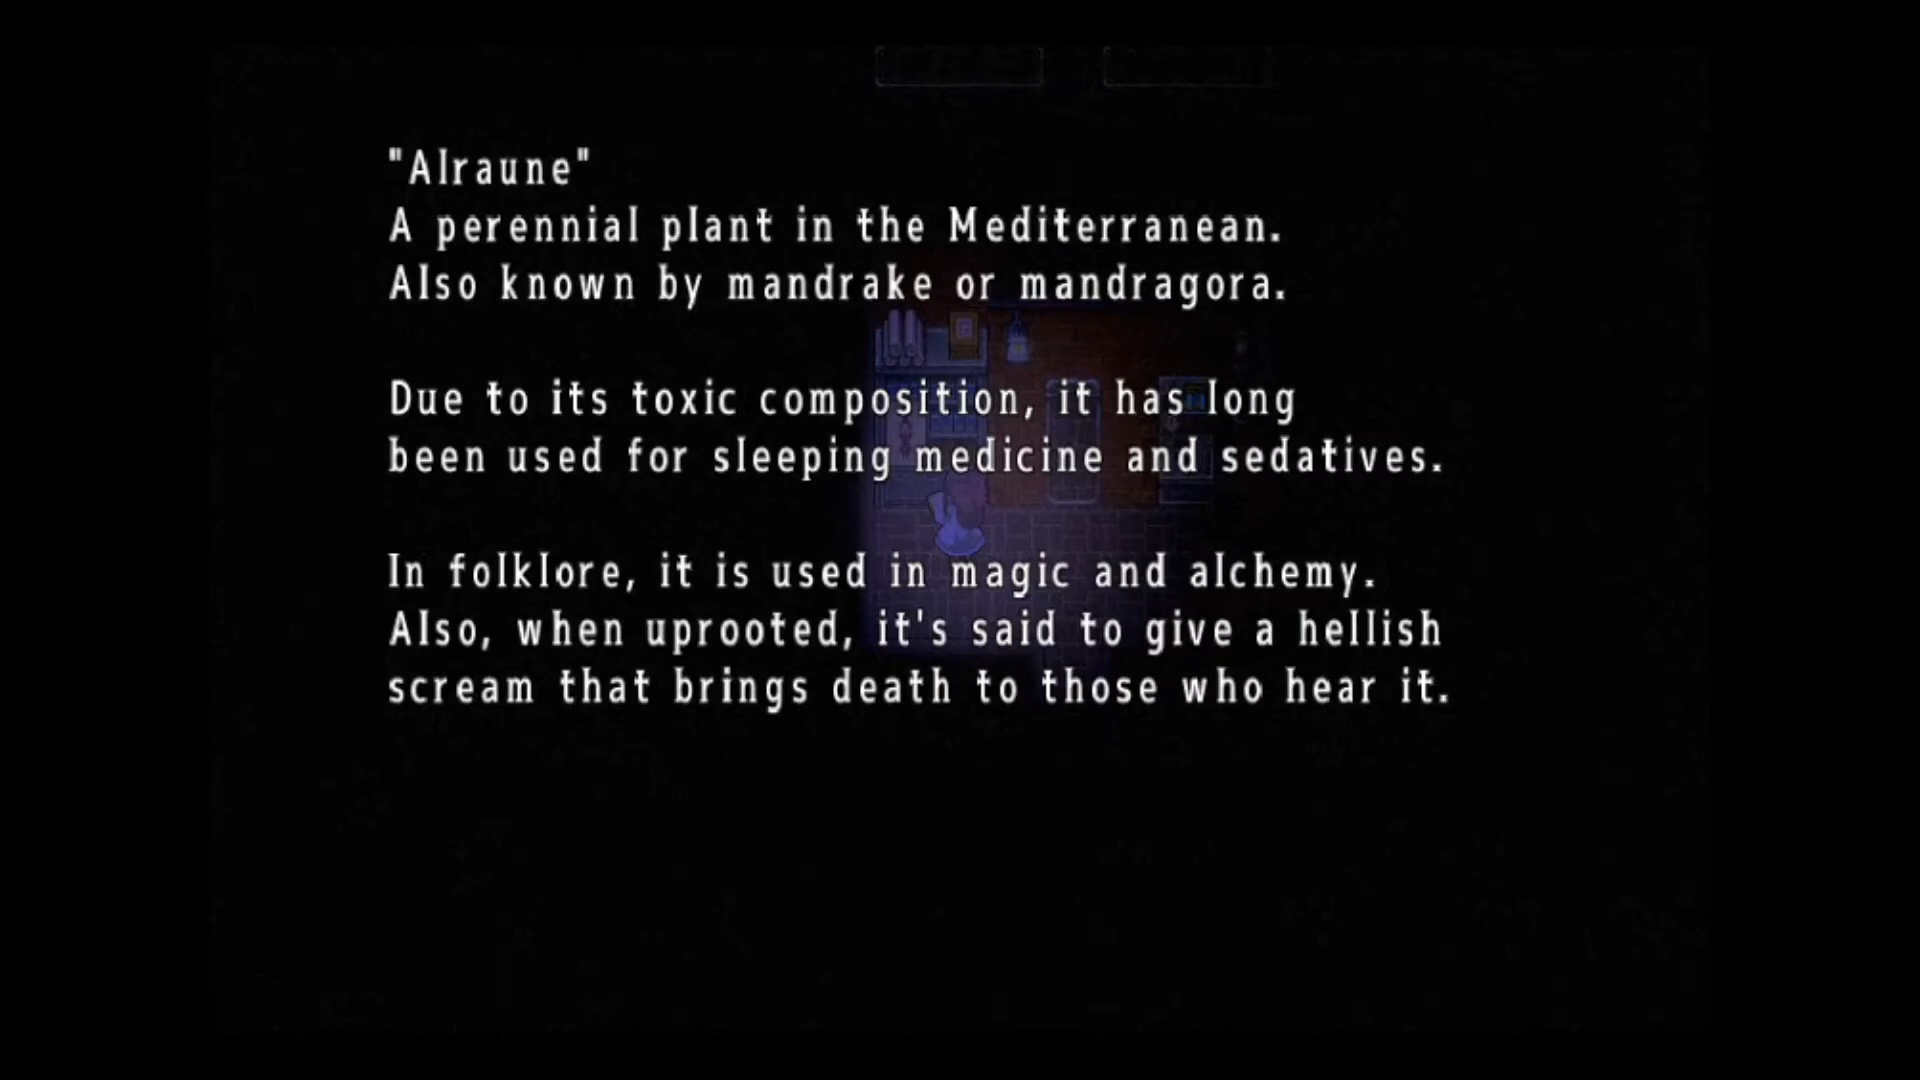 "Alraune"
A perennial plant in the Mediterranean.
Also known by mandrake or mandragora.
Due to its toxic composition, it has long
been used for sleeping medicine and sedatives.
In folklore, it is used in magic and alchemy.
Also, when uprooted, it's said to give a hellish
scream that brings death to those who hear it.